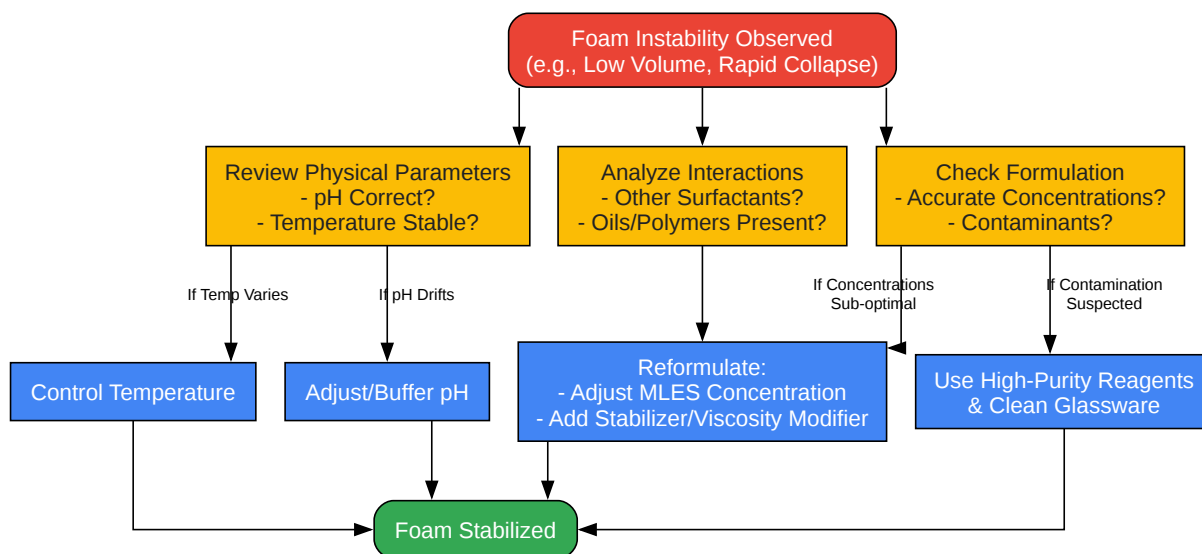 Foam Instability Observed
(e.g., Low Volume, Rapid Collapse)
Review Physical Parameters
- pH Correct?
- Temperature Stable?
Analyze Interactions
- Other Surfactants?
- Oils/Polymers Present?
Check Formulation
- Accurate Concentrations?
- Contaminants?
If Temp Varies
If pH Drifts
If Concentrations
Sub-optimal
If Contamination
Suspected
Control Temperature
Adjust/Buffer pH
Reformulate:
- Adjust MLES Concentration
- Add Stabilizer/Viscosity Modifier
Use High-Purity Reagents
& Clean Glassware
Foam Stabilized